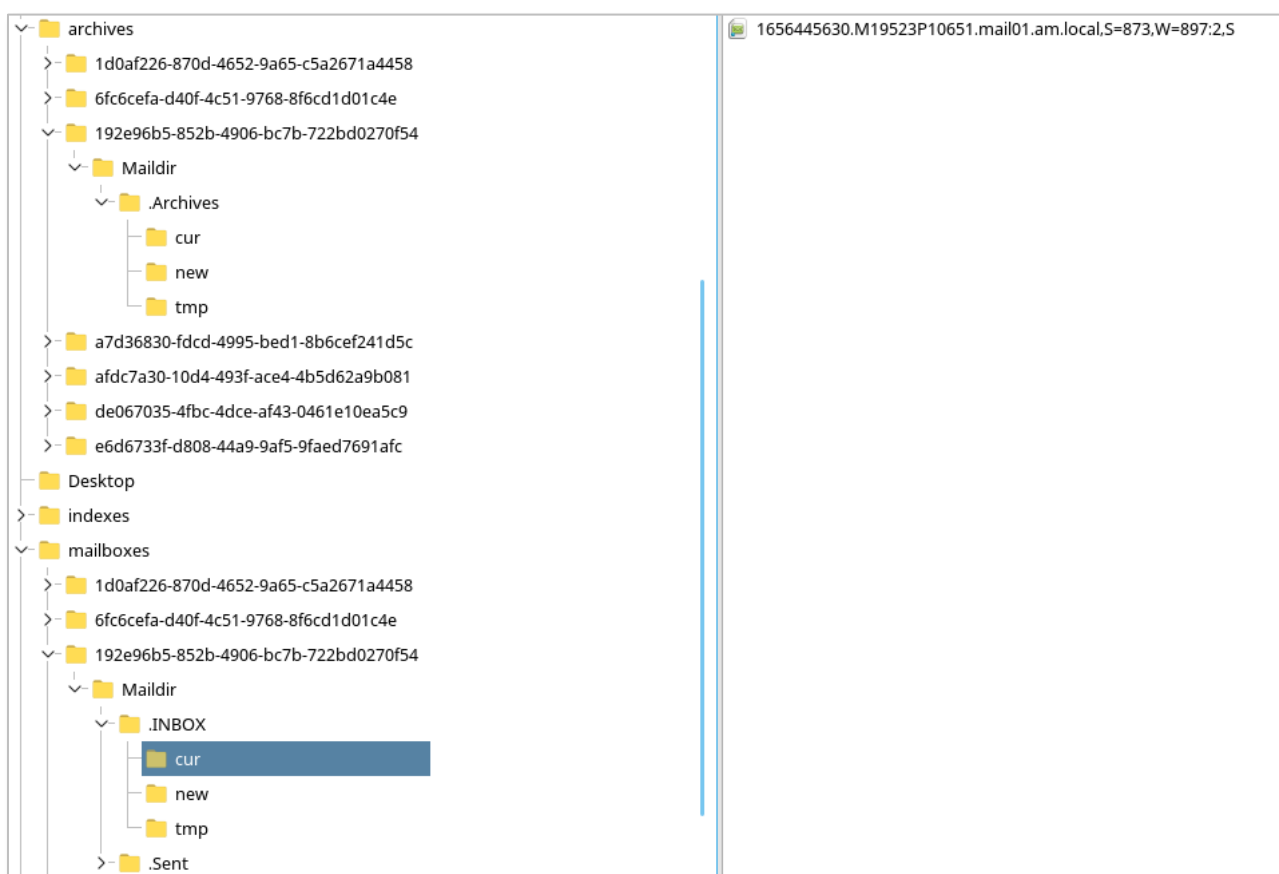 archives
1d0af226-870d-4652-9a65-c5a2671a4458
6fc6cefa-d40f-4c51-9768-8f6cd1d01c4e
192e96b5-852b-4906-bc7b-722bd0270f54
Maildir
.Archives
cur
new
tmp
a7d36830-fdcd-4995-bed1-8b6cef241d5c
afdc7a30-10d4-493f-ace4-4b5d62a9b081
de067035-4fbc-4dce-af43-0461e10ea5c9
e6d6733f-d808-44a9-9af5-9faed7691afc
Desktop
indexes
mailboxes
1d0af226-870d-4652-9a65-c5a2671a4458
6fc6cefa-d40f-4c51-9768-8f6cd1d01c4e
192e96b5-852b-4906-bc7b-722bd0270f54
Maildir
.INBOX
cur
new
tmp
.Sent
1656445630.M19523P10651.mail01.am.local,S=873,W=897:2,S